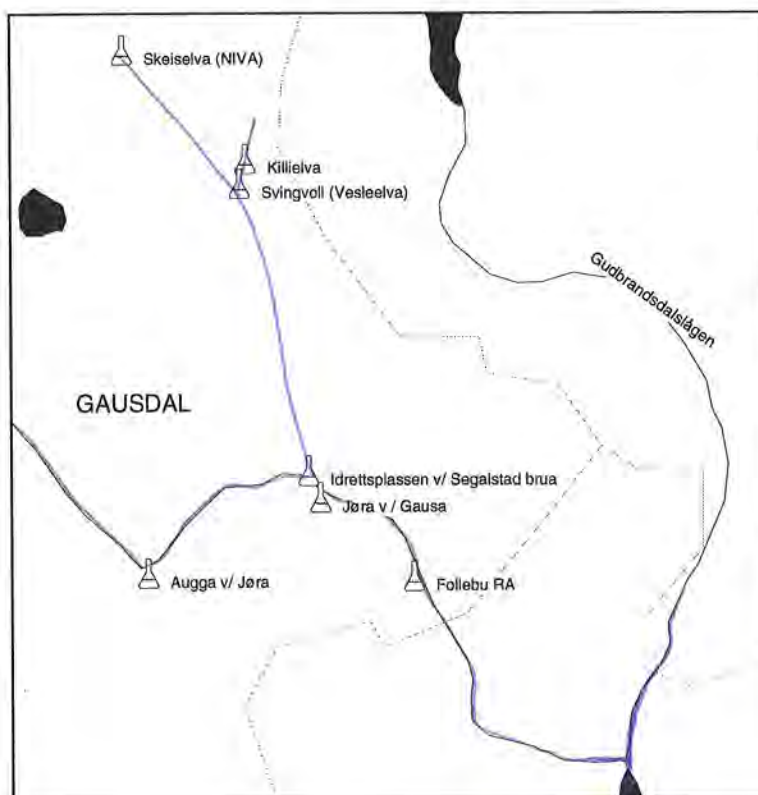 Skeiselva (NIVA)
Killielva
Svingvoll (Vesleelva)
Gudbrandsdalslågen
GAUSDAL
Idrettsplassen v/ Segalstad brua
Jøra v/ Gausa
Augga v/ Jøra
Follebu RA